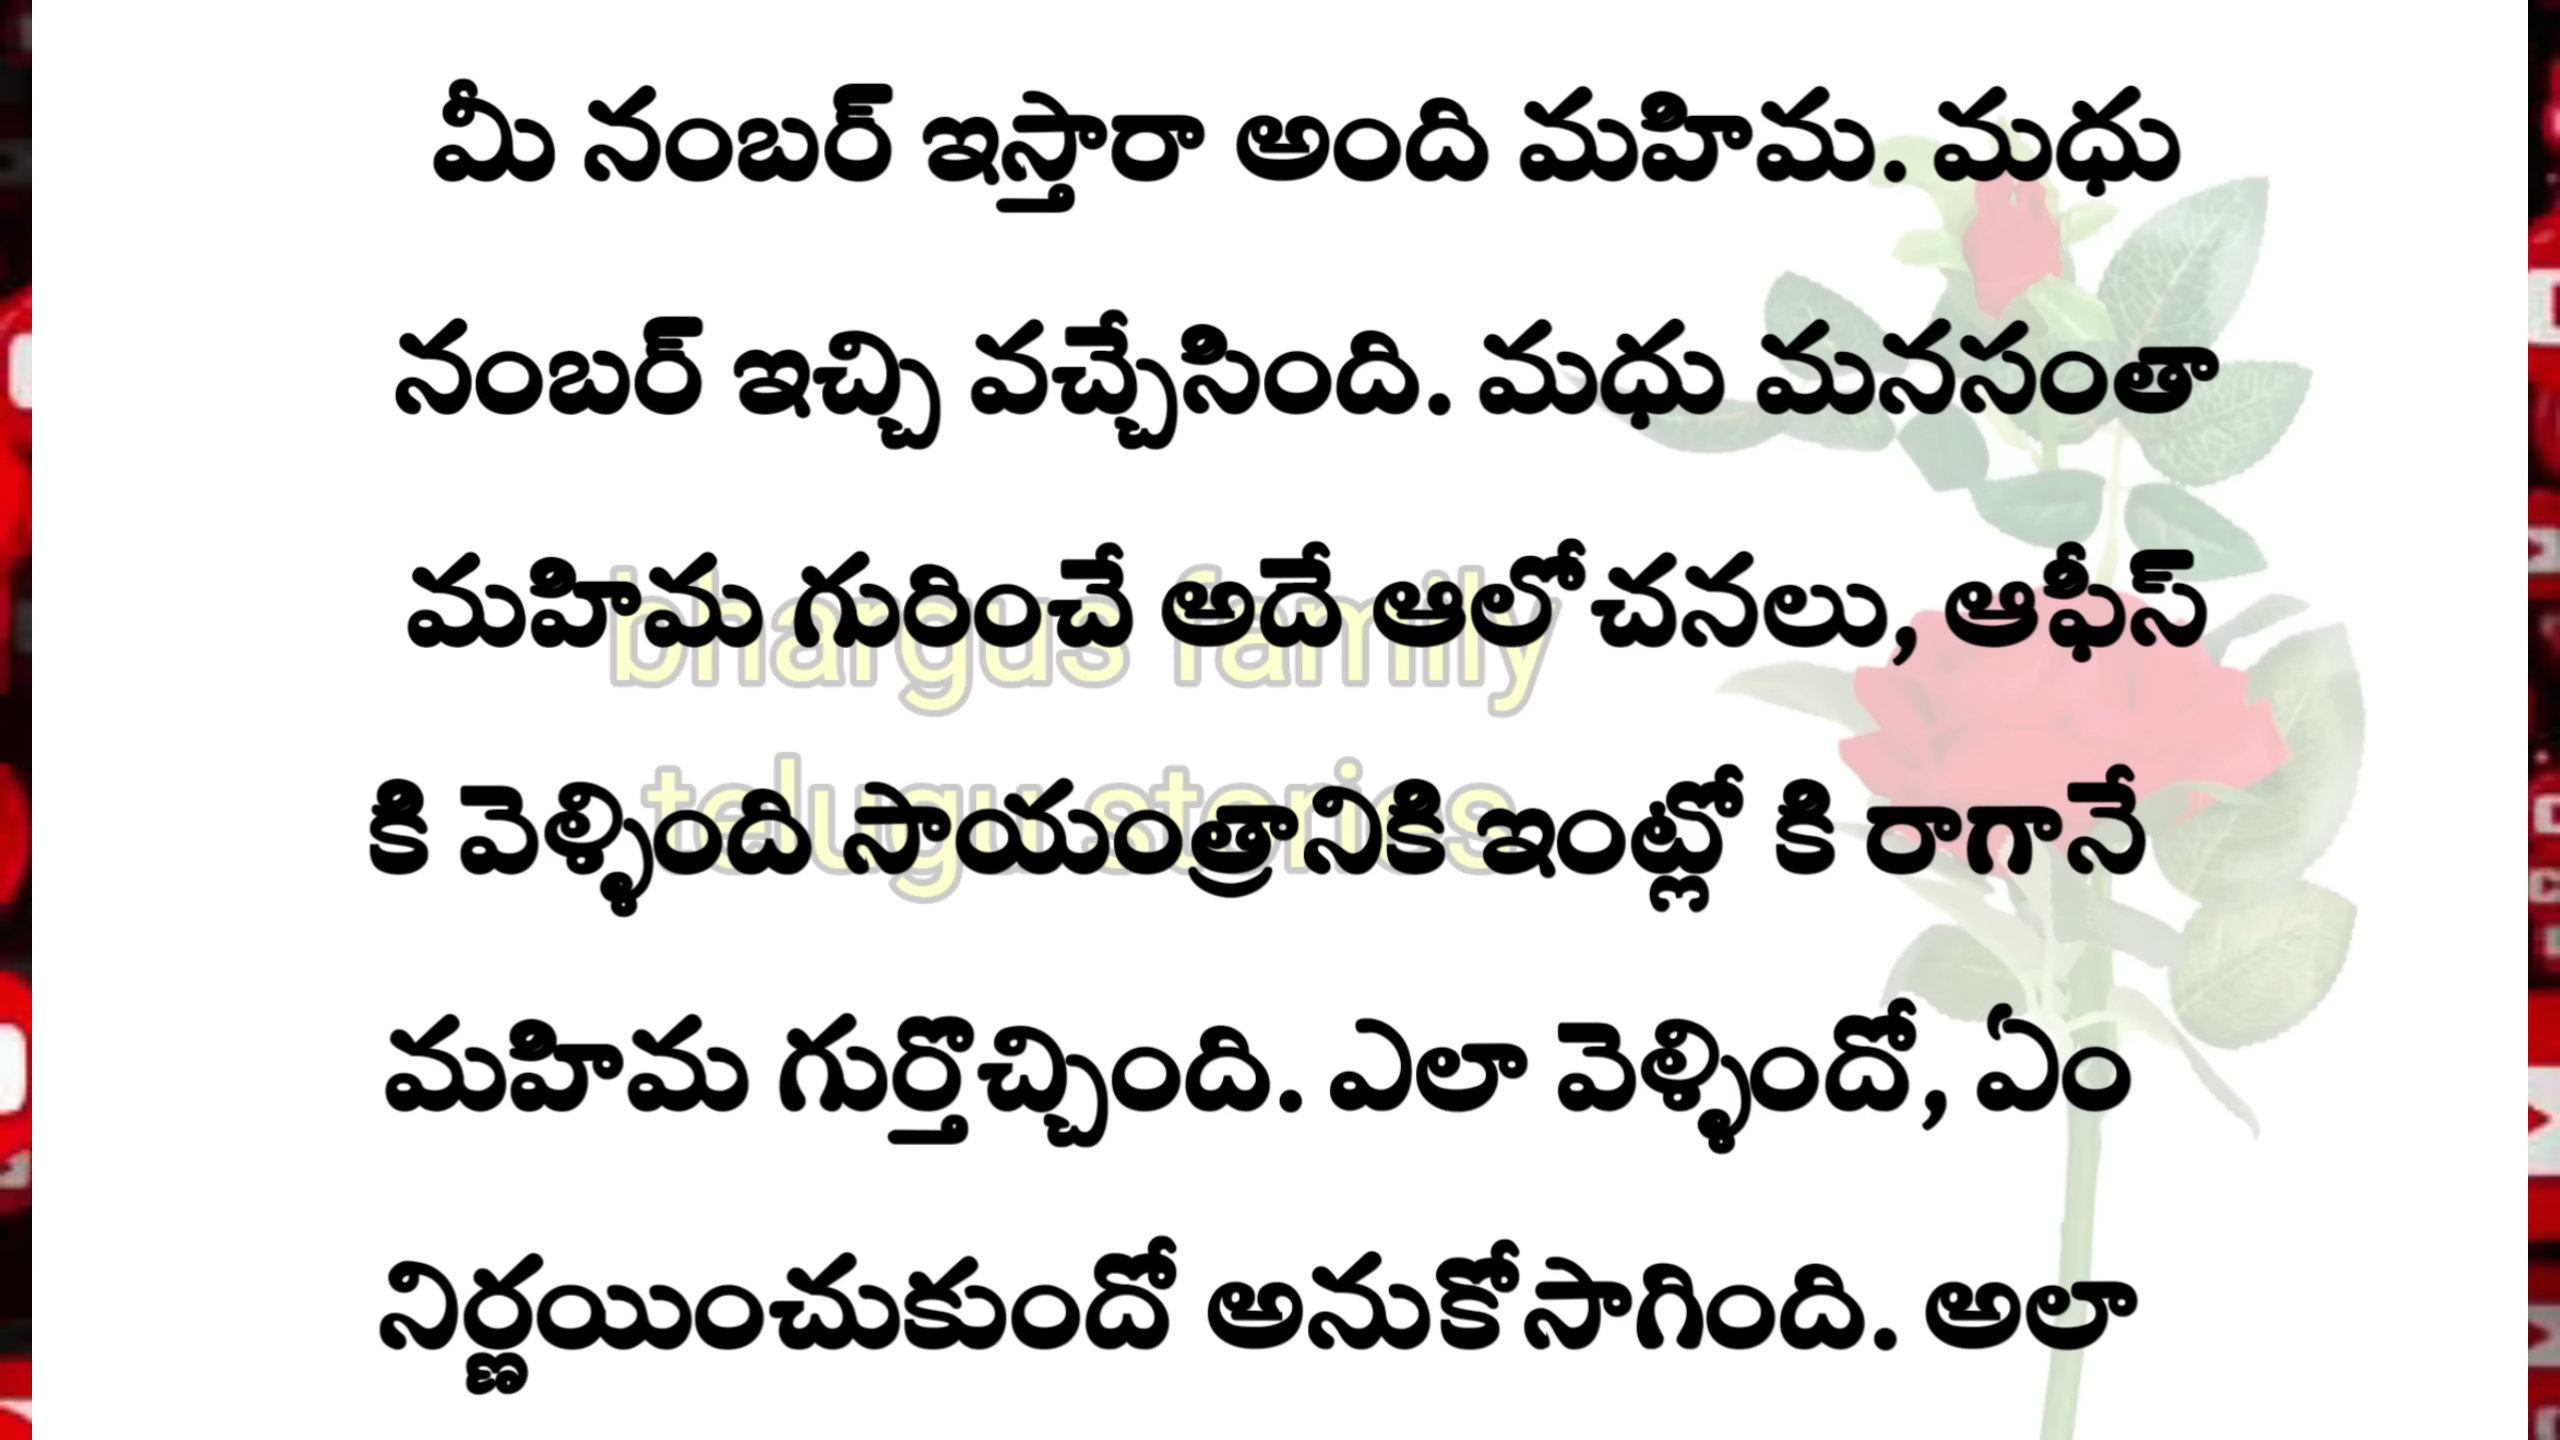 మీ నంబర్ ఇస్తారా అంది మహిమ. మధు
నంబర్ ఇచ్చి వచ్చేసింది. మధు మనసంతా
మహిమ గురించే అదే ఆలోచనలు, ఆఫీస్
bhargus family
కి వెళ్ళింది సాయంత్రానికి ఇంట్లో కి రాగానే
telugu stories
మహిమ గుర్తొచ్చింది. ఎలా వెళ్ళిందో, ఏం
నిర్ణయించుకుందో అనుకోసాగింది. అలా